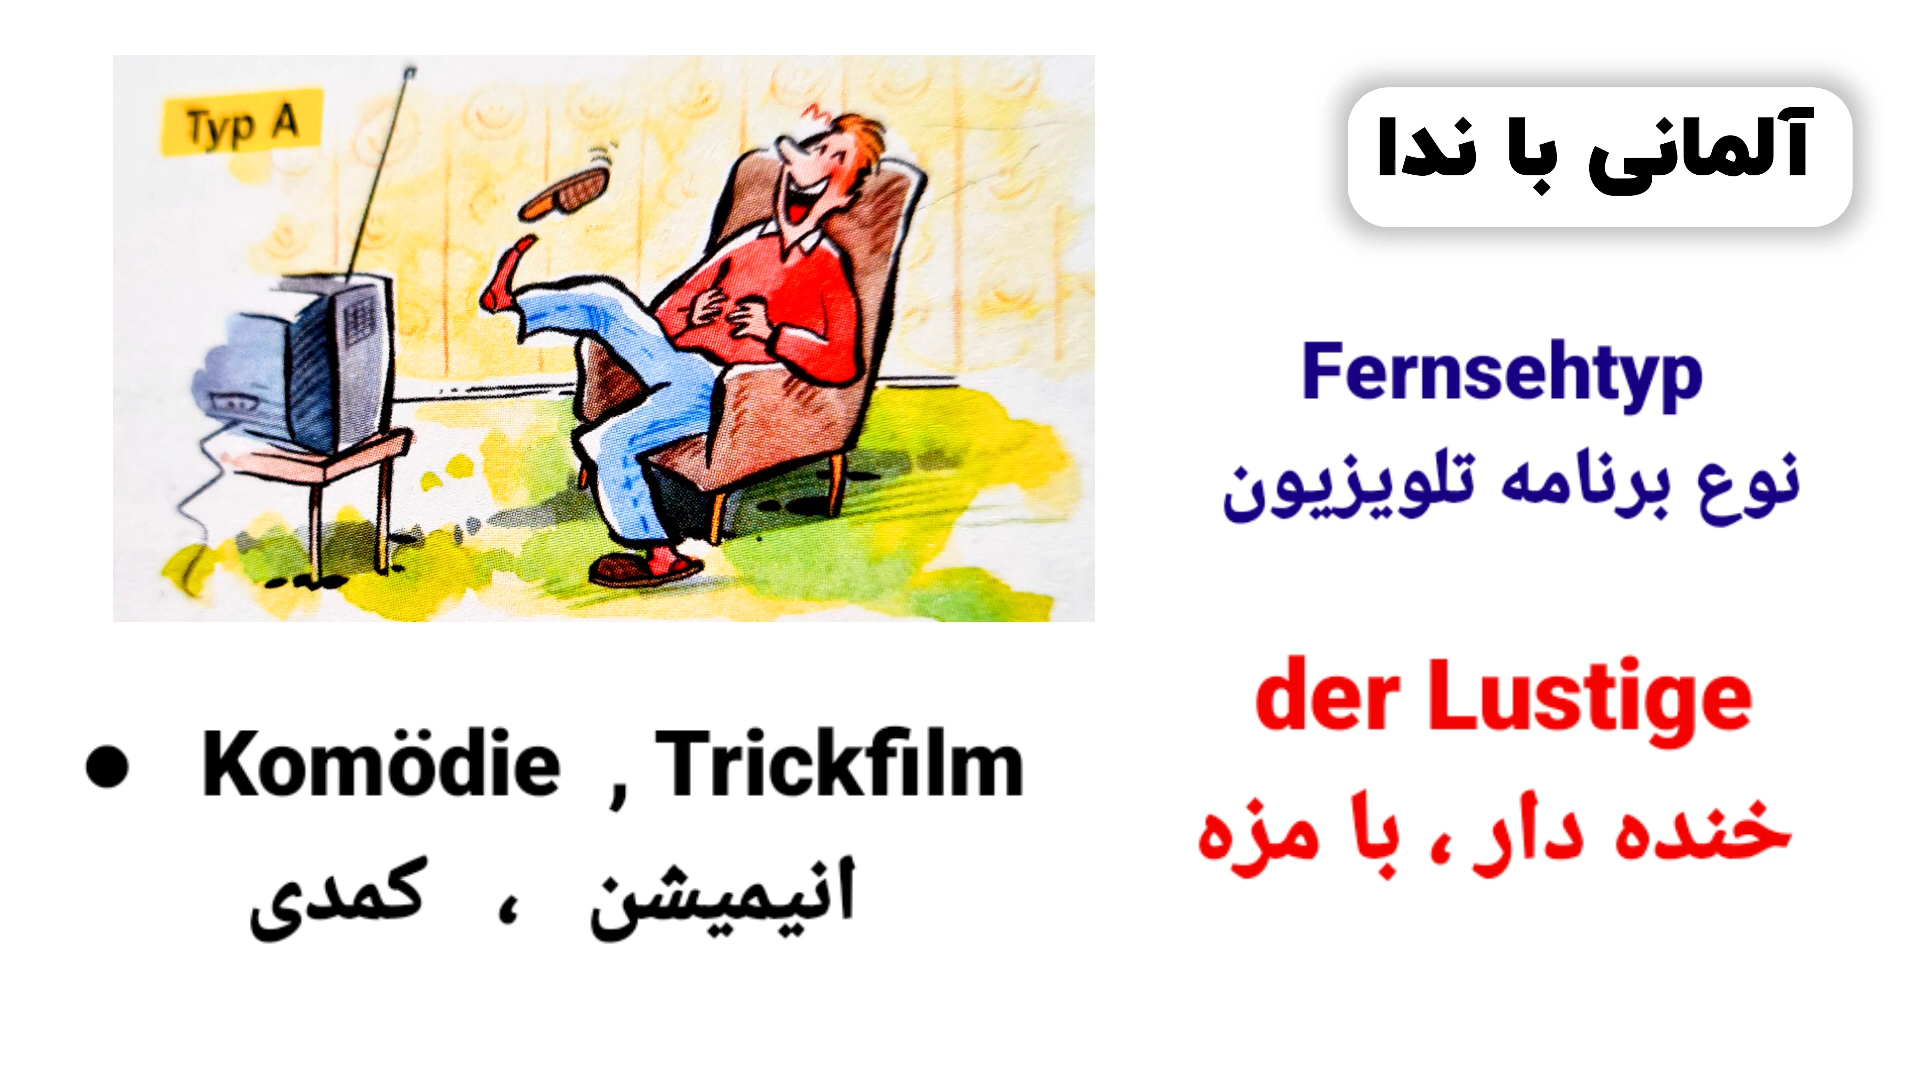 Typ A
آلمانی با ندا
Fernsehtyp
نوع برنامه تلویزیون
der Lustige
خنده دار ، با مزه
● Komödie , Trickfilm
انیمیشن ، کمدی